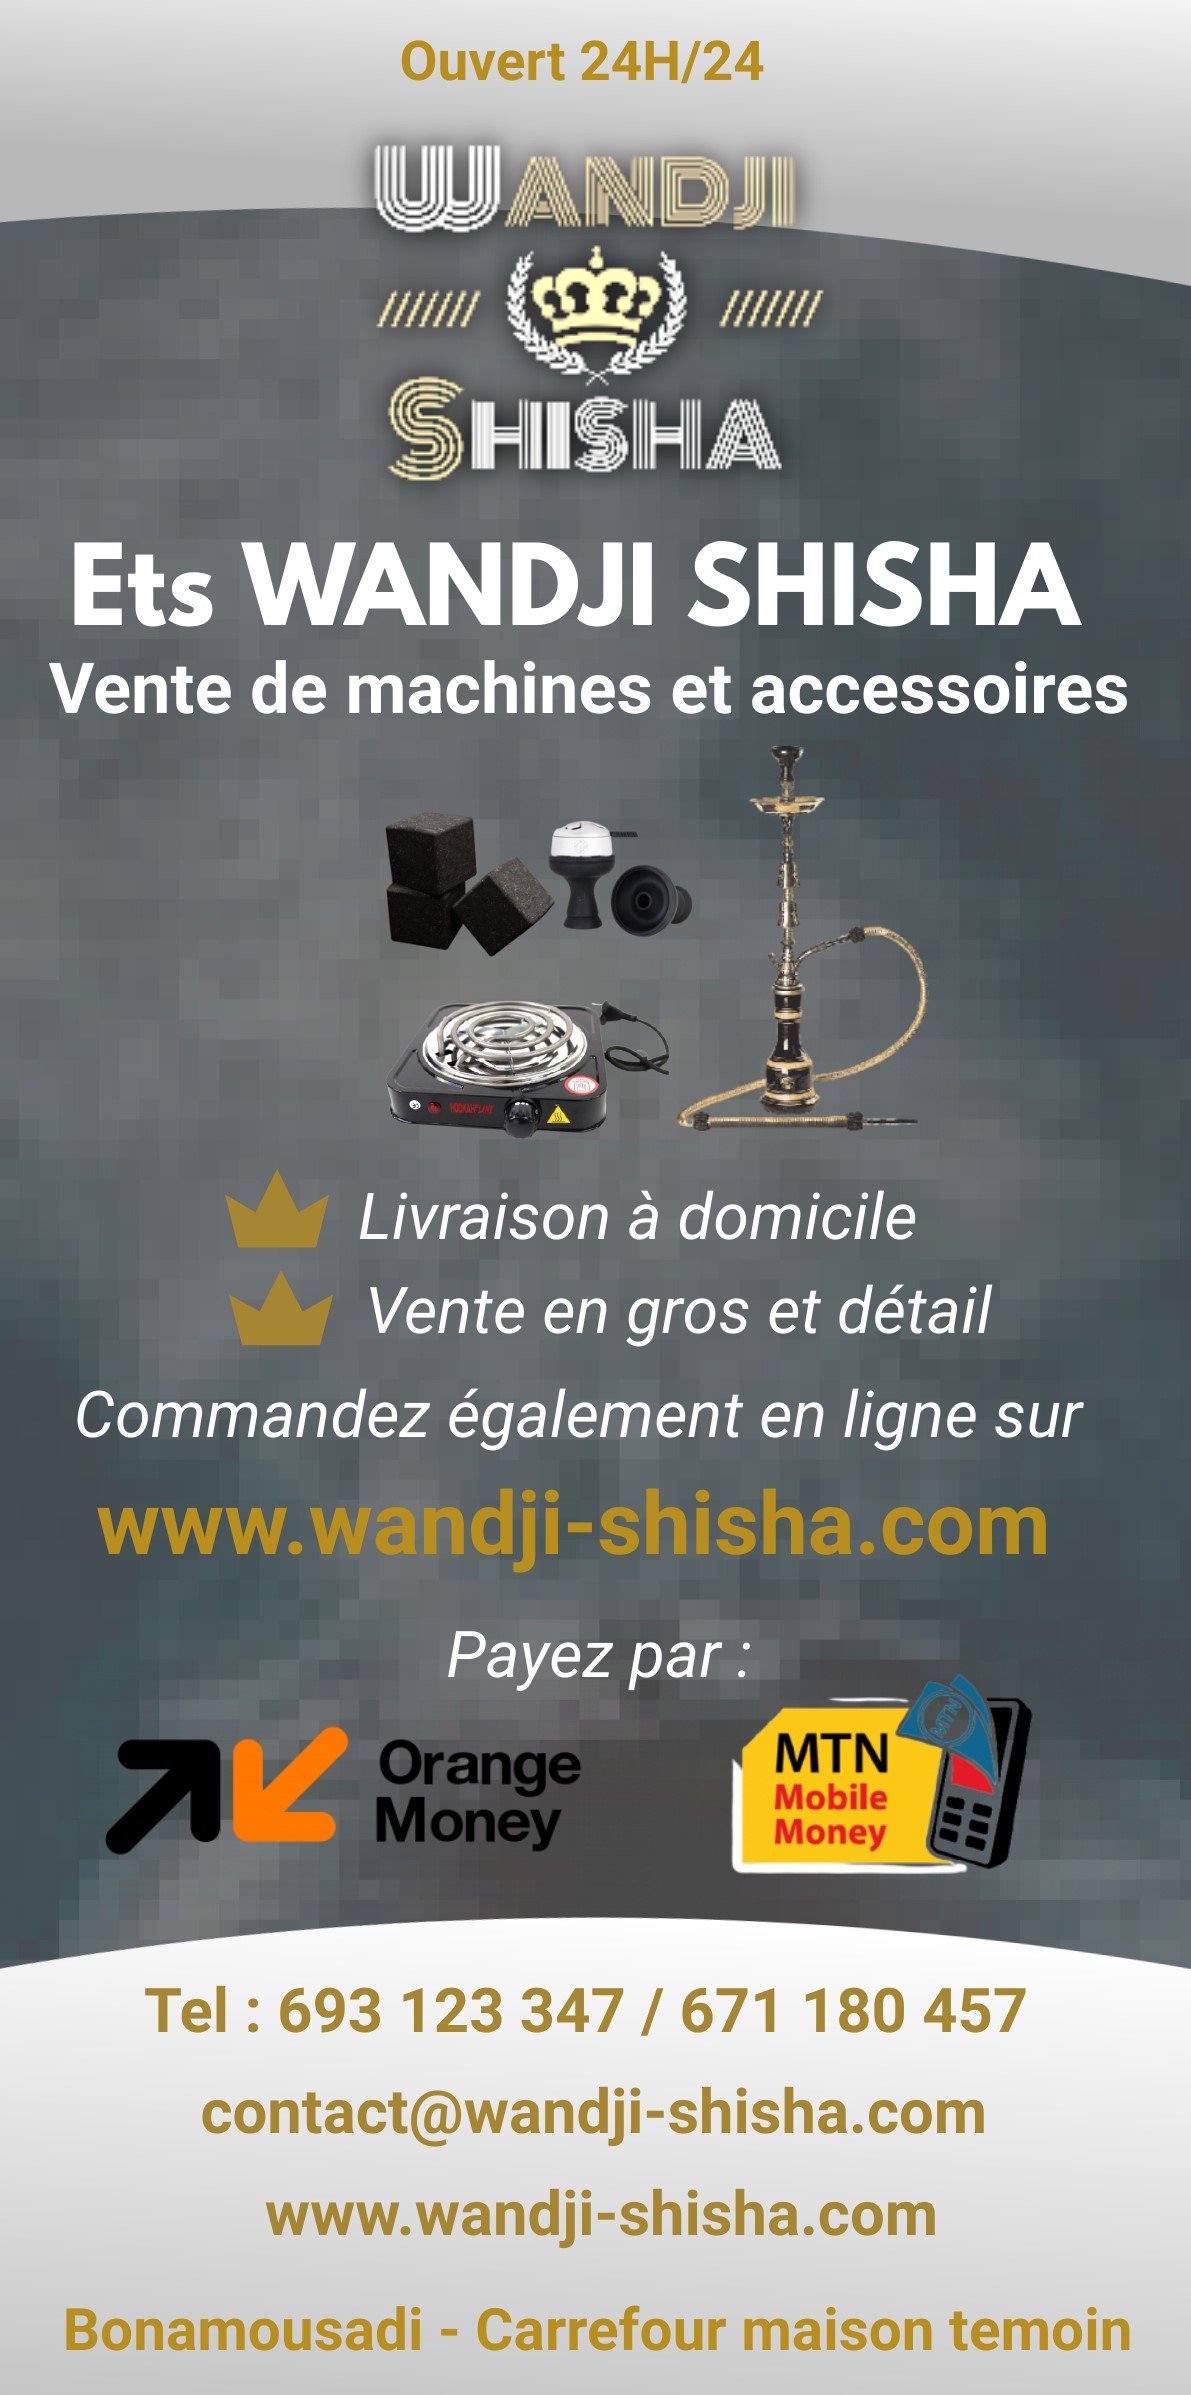 Ouvert 24H/24
WANDJI
SHISHA
Ets WANDJI SHISHA
Vente de machines et accessoires
Livraison à domicile
Vente en gros et détail
Commandez également en ligne sur
www.wandji-shisha.com
Payez par :
Orange
Money
MTN
MTN
Mobile
Money
Tel : 693 123 347 / 671 180 457
contact@wandji-shisha.com
www.wandji-shisha.com
Bonamousadi - Carrefour maison temoin